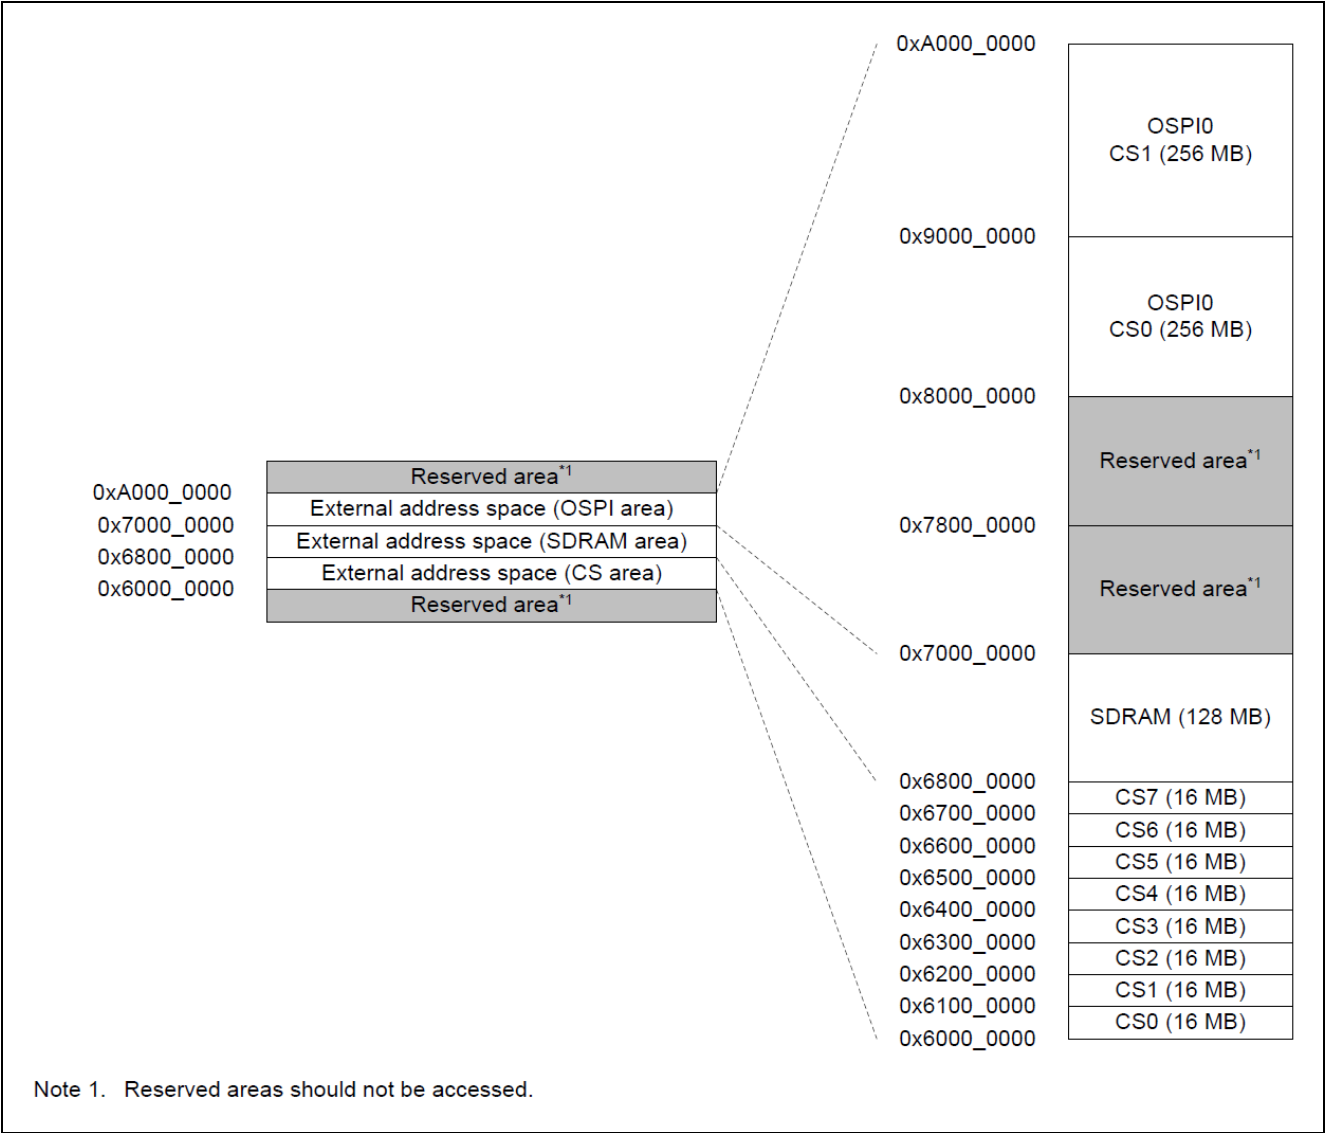 0xA000_0000
OSPI0
CS1 (256 MB)
0x9000_0000
OSPI0
CS0 (256 MB)
0x8000_0000
Reserved area*1
0x7800_0000
Reserved area*1
0x7000_0000
SDRAM (128 MB)
0x6800_0000
CS7 (16 MB)
0x6700_0000
CS6 (16 MB)
0x6600_0000
CS5 (16 MB)
0x6500_0000
CS4 (16 MB)
0x6400_0000
CS3 (16 MB)
0x6300_0000
CS2 (16 MB)
0x6200_0000
CS1 (16 MB)
0x6100_0000
CS0 (16 MB)
0x6000_0000
Reserved area*1
0xA000_0000
External address space (OSPI area)
0x7000_0000
External address space (SDRAM area)
0x6800_0000
External address space (CS area)
0x6000_0000
Reserved area*1
Note 1. Reserved areas should not be accessed.